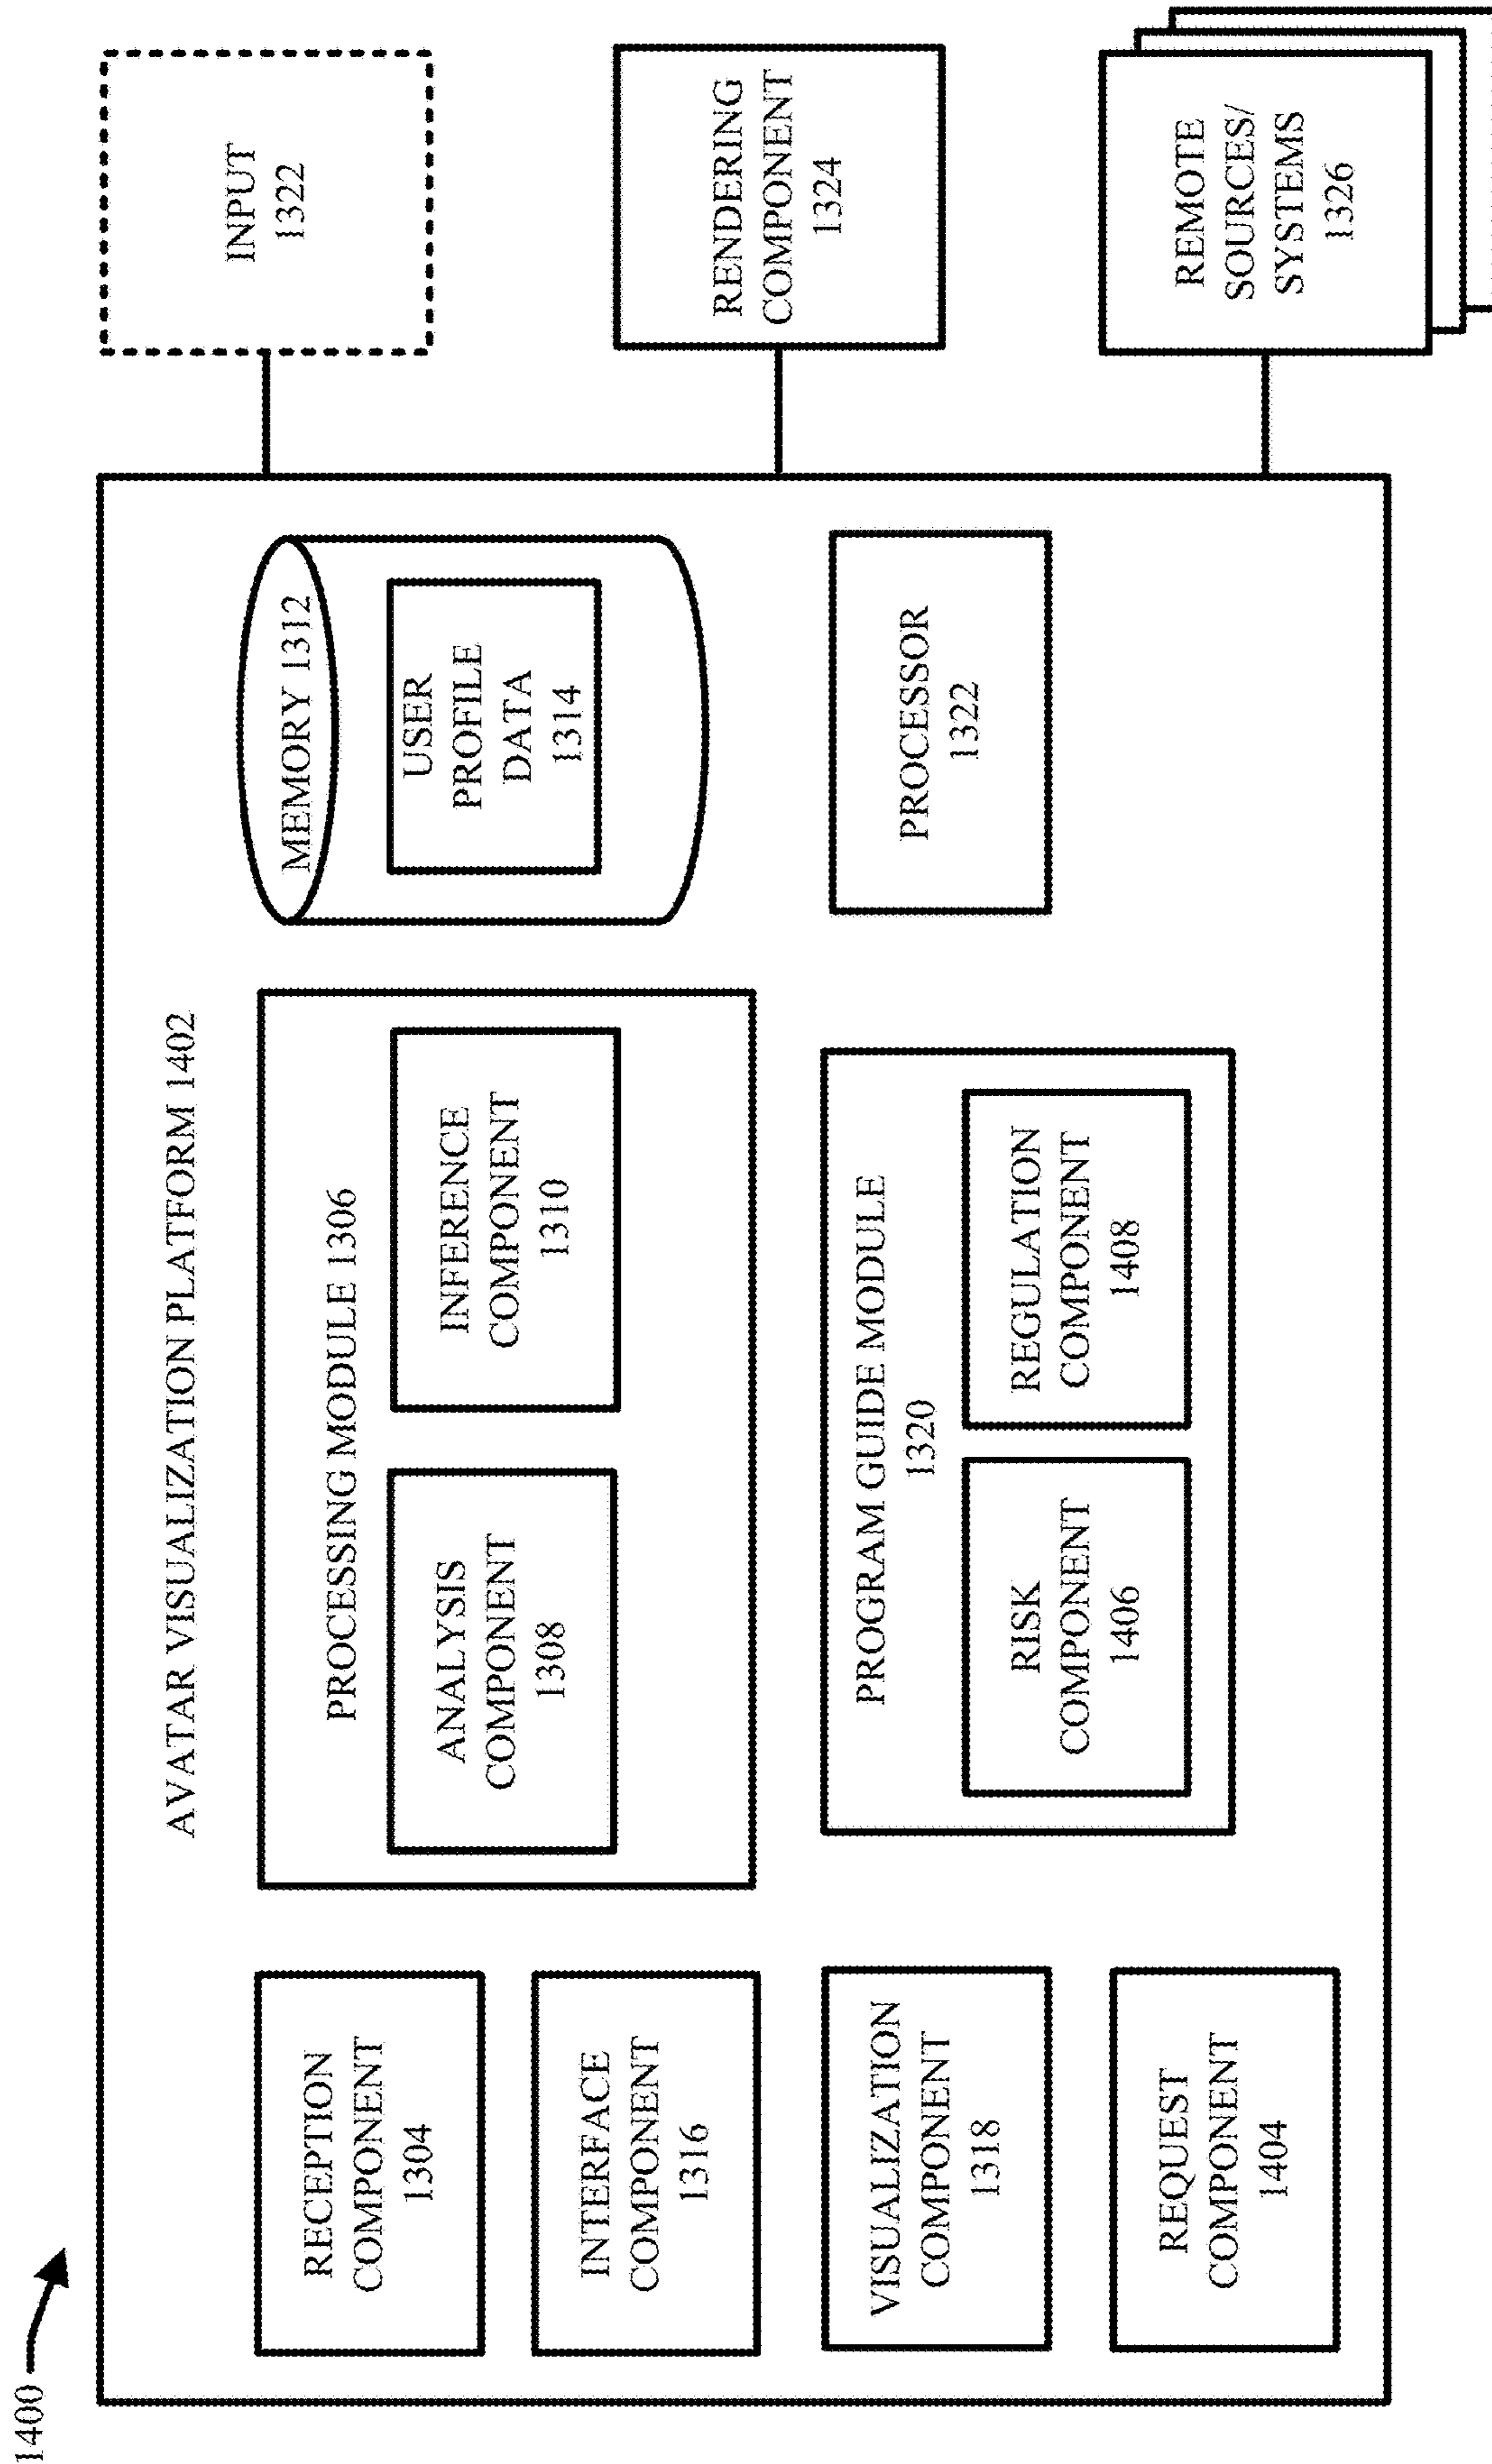 1400
AVATAR VISUALIZATION PLATFORM 1402
RECEPTION
COMPONENT
1304
INTERFACE
COMPONENT
1316
VISUALIZATION
COMPONENT
1318
REQUEST
COMPONENT
1404
PROCESSING MODULE 1306
ANALYSIS
COMPONENT
1308
INFERENCE
COMPONENT
1310
PROGRAM GUIDE MODULE
1320
RISK
COMPONENT
1406
REGULATION
COMPONENT
1408
MEMORY 1312
USER
PROFILE
DATA
1314
PROCESSOR
1322
INPUT
1322
RENDERING
COMPONENT
1324
REMOTE
SOURCES/
SYSTEMS
1326